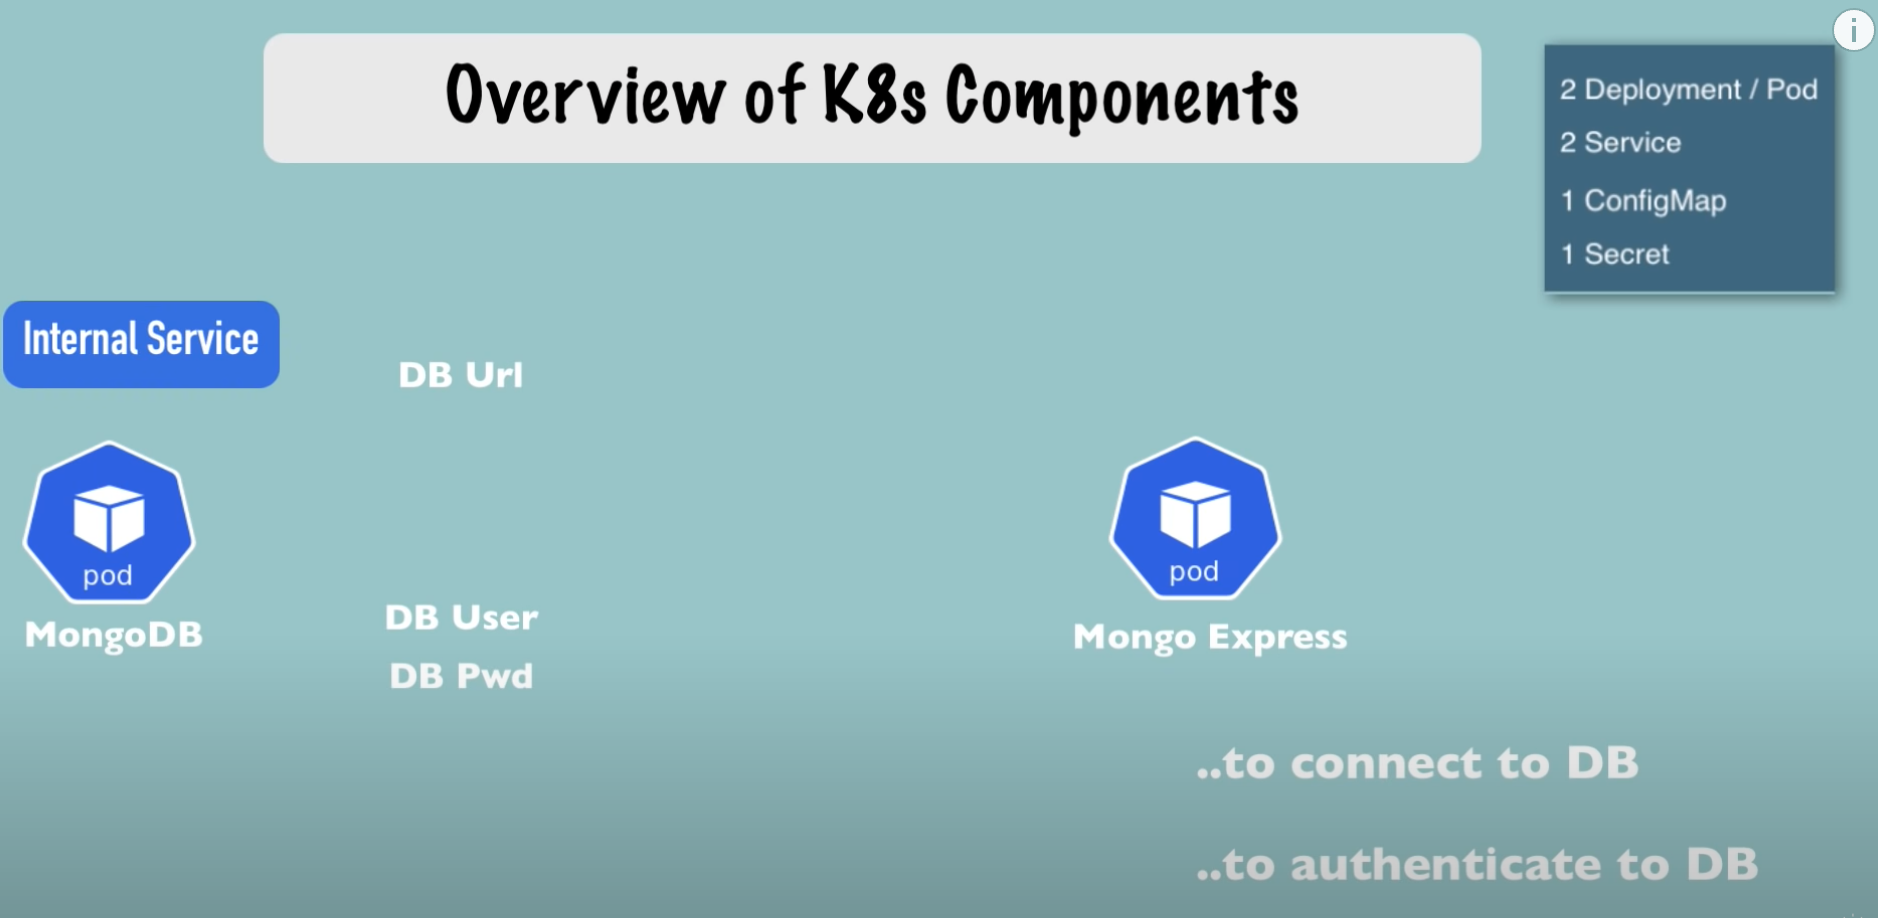 Overview of K8s Components
2 Deployment / Pod
2 Service
1 ConfigMap
1 Secret
Internal Service
DB Url
pod
MongoDB
DB User
DB Pwd
pod
Mongo Express
..to connect to DB
..to authenticate to DB